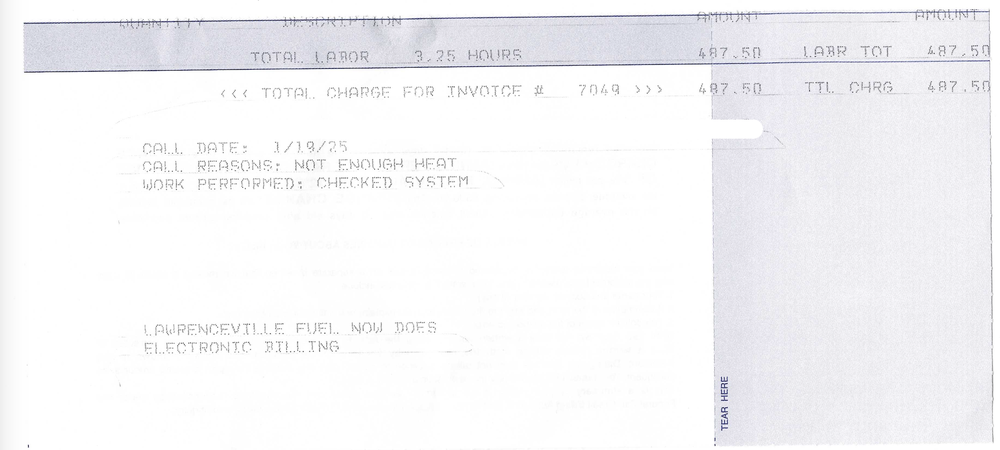 QUANTITY DESCRIPTION AMOUNT AMOUNT
TOTAL LABOR 3.25 HOURS 487.50 LABR TOT 487.50
<<< TOTAL CHARGE FOR INVOICE # 7049 >>> 487.50 TTL CHRG 487.50
CALL DATE: 1/19/25
CALL REASONS: NOT ENOUGH HEAT
WORK PERFORMED: CHECKED SYSTEM
LAWRENCEVILLE FUEL NOW DOES
ELECTRONIC BILLING
TEAR HERE